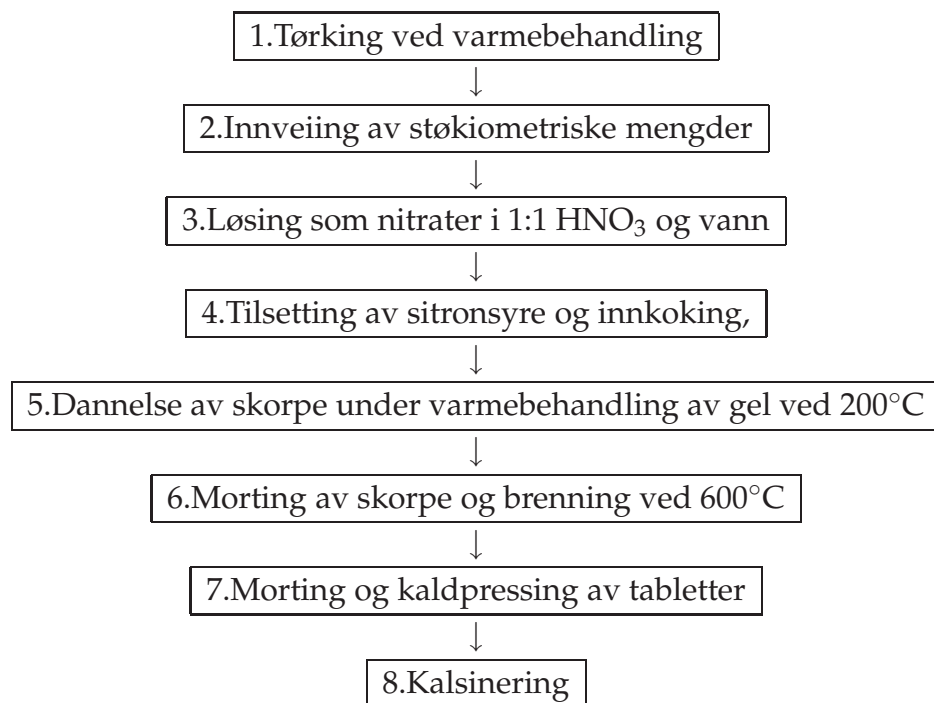 1.Tørking ved varmebehandling
↓
2.Innveiing av støkiometriske mengder
↓
3.Løsing som nitrater i 1:1 HNO₃ og vann
↓
4.Tilsetting av sitronsyre og innkoking,
↓
5.Dannelse av skorpe under varmebehandling av gel ved 200°C
↓
6.Morting av skorpe og brenning ved 600°C
↓
7.Morting og kaldpressing av tabletter
↓
8.Kalsinering